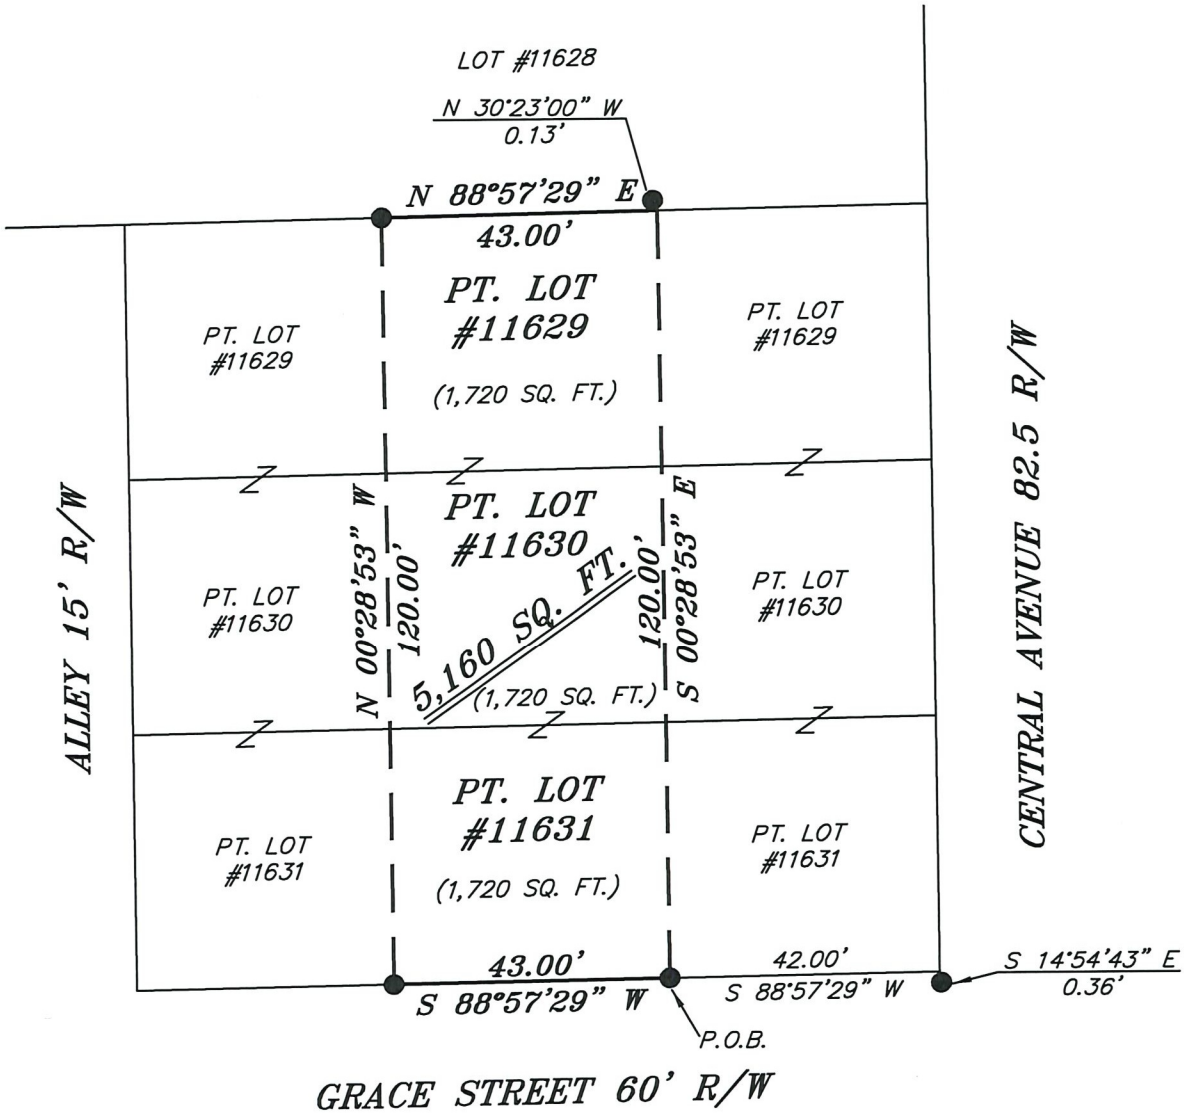 LOT #11628
N 30°23'00" W
0.13'
N 88°57'29" E
43.00'
PT. LOT
#11629
(1,720 SQ. FT.)
PT. LOT
#11629
PT. LOT
#11629
ALLEY 15' R/W
N 00°28'53" W
120.00'
PT. LOT
#11630
5,160 SQ. FT.
(1,720 SQ. FT.)
120.00'
S 00°28'53" E
PT. LOT
#11630
PT. LOT
#11630
CENTRAL AVENUE 82.5 R/W
PT. LOT
#11631
PT. LOT
#11631
(1,720 SQ. FT.)
PT. LOT
#11631
43.00'
S 88°57'29" W
42.00'
S 88°57'29" W
S 14°54'43" E
0.36'
P.O.B.
GRACE STREET 60' R/W